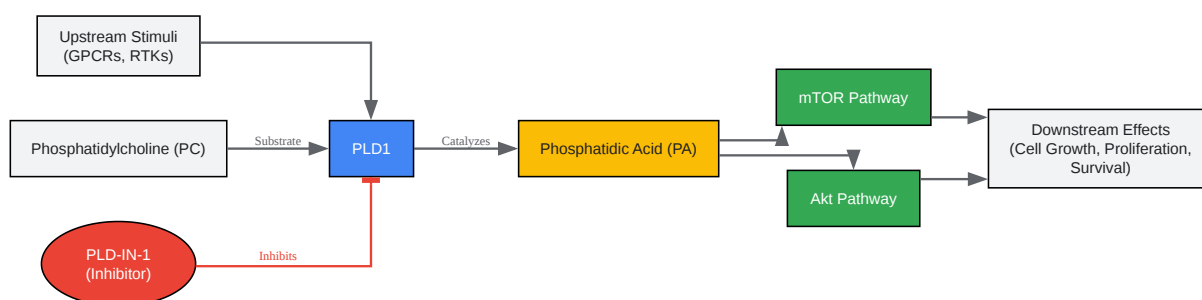 Upstream Stimuli
(GPCRs, RTKs)
Phosphatidylcholine (PC)
Substrate
PLD1
Catalyzes
Phosphatidic Acid (PA)
mTOR Pathway
Akt Pathway
Downstream Effects
(Cell Growth, Proliferation,
Survival)
PLD-IN-1
(Inhibitor)
Inhibits